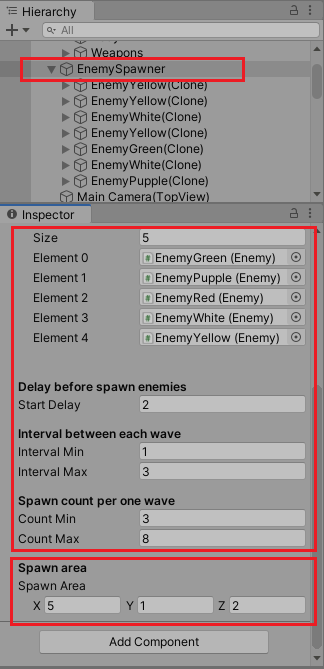 Hierarchy
All
Weapons
EnemySpawner
EnemyYellow(Clone)
EnemyYellow(Clone)
EnemyWhite(Clone)
EnemyYellow(Clone)
EnemyGreen(Clone)
EnemyWhite(Clone)
EnemyPupple(Clone)
Main Camera(TopView)
Inspector
Size 5
Element 0 EnemyGreen (Enemy)
Element 1 EnemyPupple (Enemy)
Element 2 EnemyRed (Enemy)
Element 3 EnemyWhite (Enemy)
Element 4 EnemyYellow (Enemy)
Delay before spawn enemies
Start Delay 2
Interval between each wave
Interval Min 1
Interval Max 3
Spawn count per one wave
Count Min 3
Count Max 8
Spawn area
Spawn Area
X 5 Y 1 Z 2
Add Component